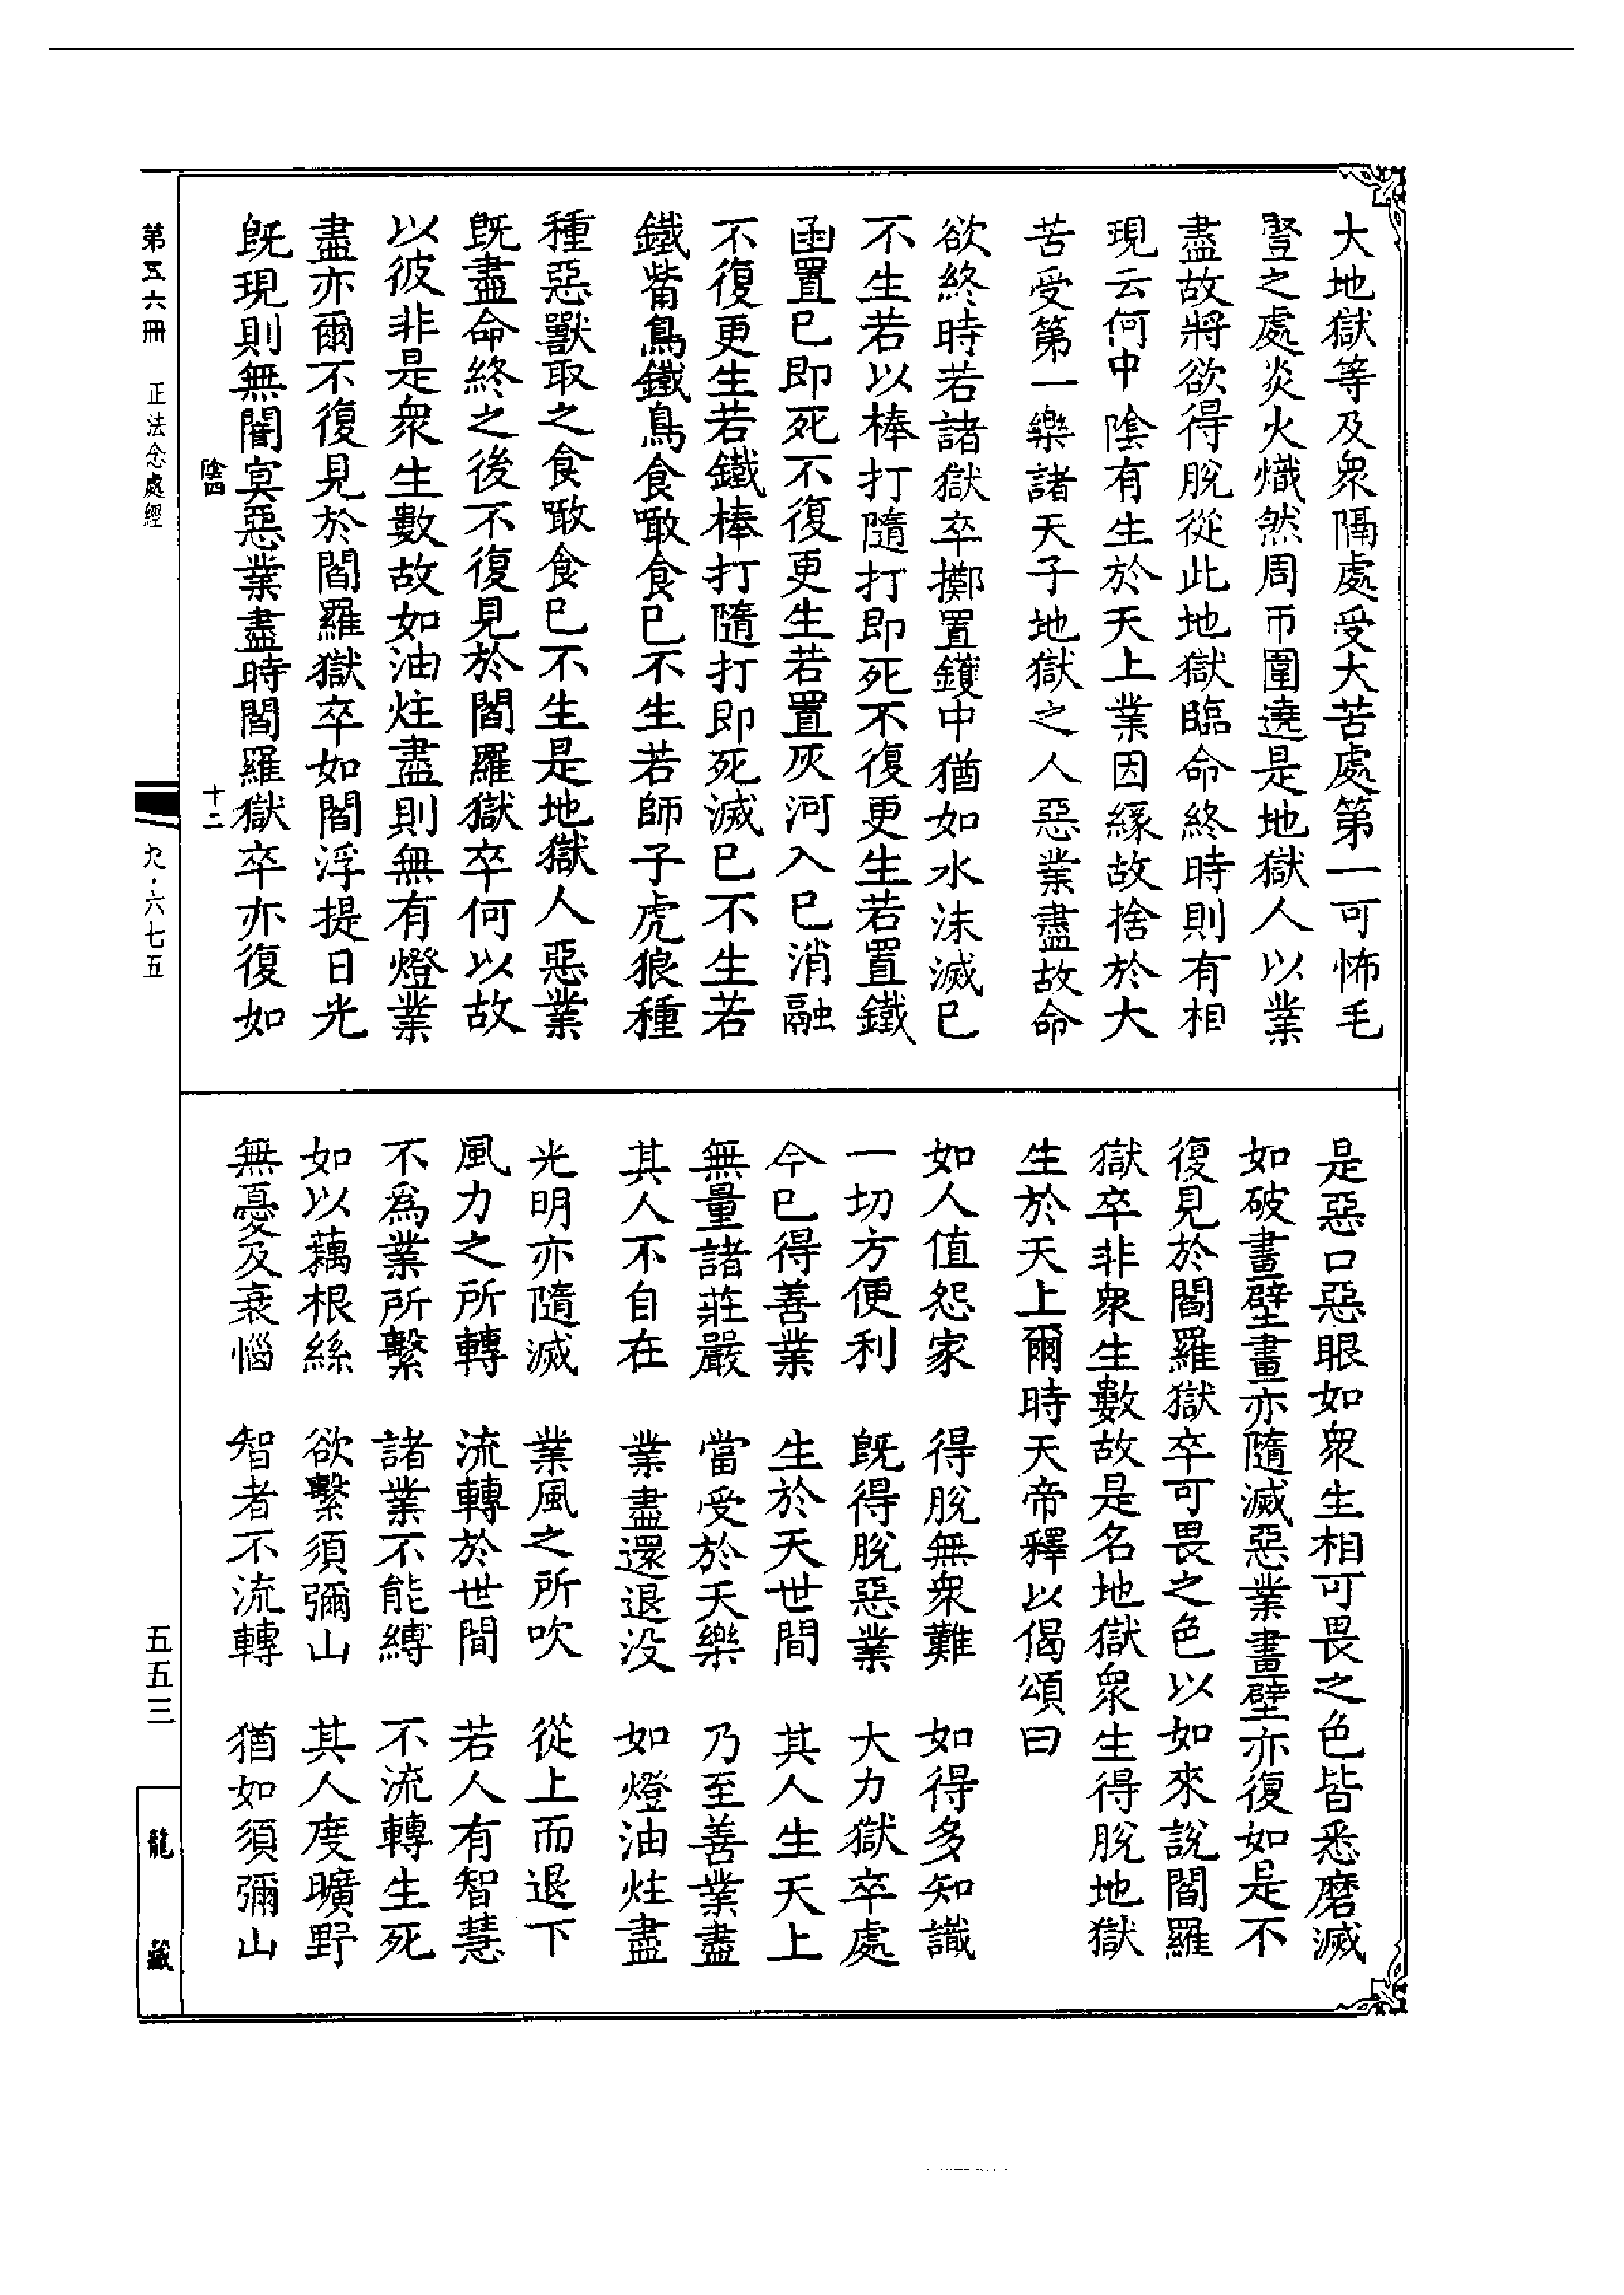 大地獄等及衆隔處受大苦處第一可怖毛
豎之處炎火熾然周帀圍遶是地獄人以業
盡故將欲得脫從此地獄臨命終時則有相
現云何中陰有生於天上業因緣故捨於大
苦受第一樂諸天子地獄之人惡業盡故命
欲終時若諸獄卒擲置鑊中猶如水沫滅已
不生若以棒打隨打即死不復更生若置鐵
函置已即死不復更生若置灰河入已消融
不復更生若鐵棒打隨打即死滅已不生若
鐵觜鳥鐵鳥食噉食已不生若師子虎狼種
種惡獸取之食噉食已不生是地獄人惡業
旣盡命終之後不復見於閻羅獄卒何以故
以彼非是衆生數故如油炷盡則無有燈業
盡亦爾不復見於閻羅獄卒如閻浮提日光
旣現則無闇冥惡業盡時閻羅獄卒亦復如
陰四
十二
是惡口惡眼如衆生相可畏之色皆悉磨滅
如破畫壁畫亦隨滅惡業畫壁亦復如是不
復見於閻羅獄卒可畏之色以如來說閻羅
獄卒非衆生數故是名地獄衆生得脫地獄
生於天上爾時天帝釋以偈頌曰
如人值怨家　得脫無衆難　如得多知識
一切方便利　旣得脫惡業　大力獄卒處
今已得善業　生於天世間　其人生天上
無量諸莊嚴　當受於天樂　乃至善業盡
其人不自在　業盡還退没　如燈油炷盡
光明亦隨滅　業風之所吹　從上而退下
風力之所轉　流轉於世間　若人有智慧
不爲業所繫　諸業不能縛　不流轉生死
如以藕根絲　欲繫須彌山　其人度曠野
無憂及衰惱　智者不流轉　猶如須彌山
第五六冊　正法念處經
九·六七五
五五三
龍藏